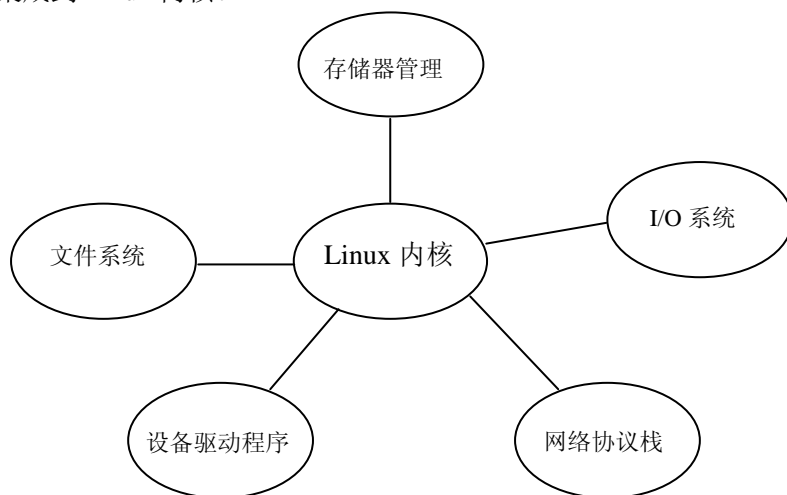 存储器管理
I/O 系统
文件系统
Linux 内核
设备驱动程序
网络协议栈